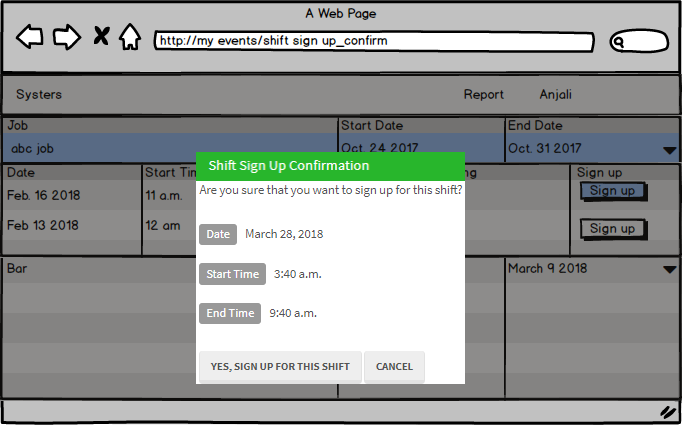 A Web Page
http://my events/shift sign up_confirm
Systers Report Anjali
Job Start Date End Date
abc job Oct. 24 2017 Oct. 31 2017
Shift Sign Up Confirmation
Date Start Tim ng Sign up
Are you sure that you want to sign up for this shift?
Feb. 16 2018 11 a.m. Sign up
Feb 13 2018 12 am Sign up
Date March 28, 2018
Bar March 9 2018
Start Time 3:40 a.m.
End Time 9:40 a.m.
YES, SIGN UP FOR THIS SHIFT CANCEL